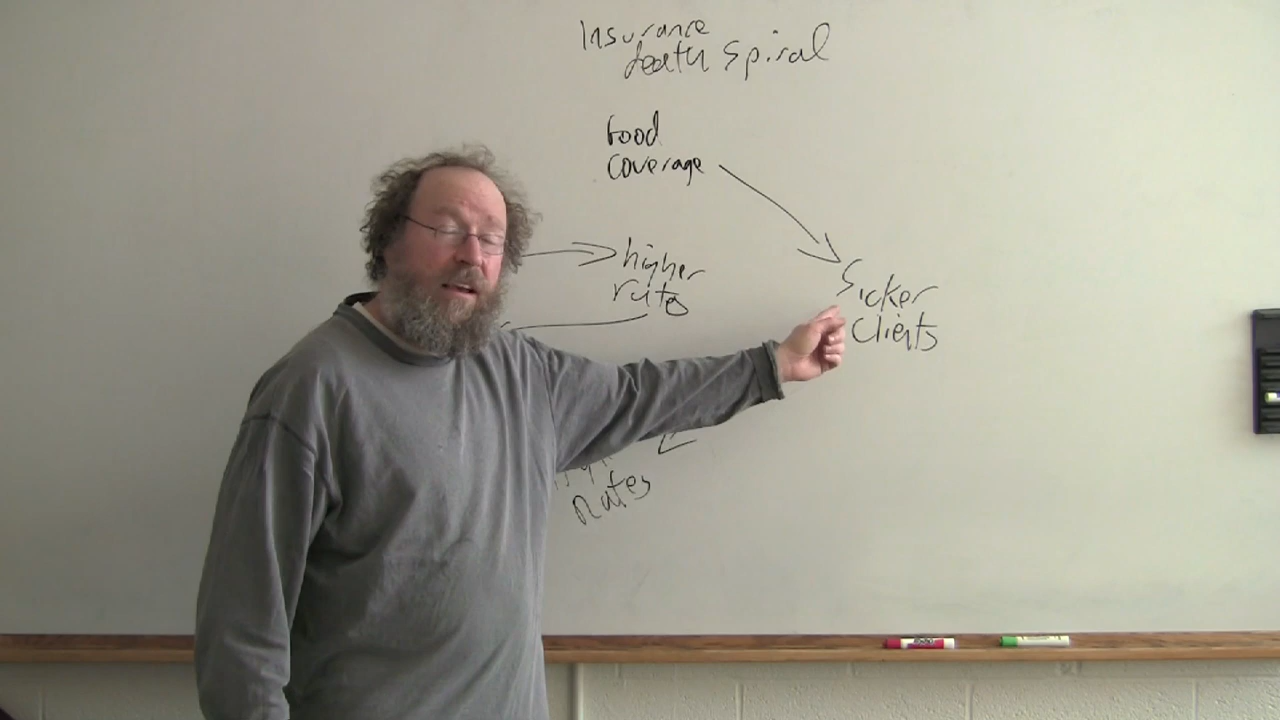 Insurance
death spiral
Good
coverage
higher
rates
Sicker
Clients
Rates